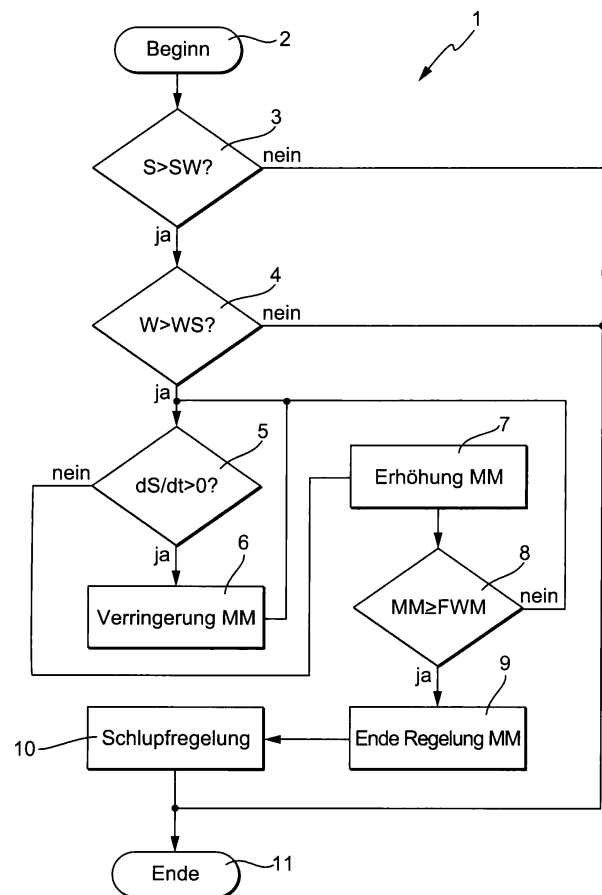 1
Beginn
2
3
S>SW?
nein
ja
4
W>WS?
nein
ja
5
nein
dS/dt>0?
ja
6
Verringerung MM
7
Erhöhung MM
8
MM≥FWM
nein
ja
9
Ende Regelung MM
10
Schlupfregelung
Ende
11